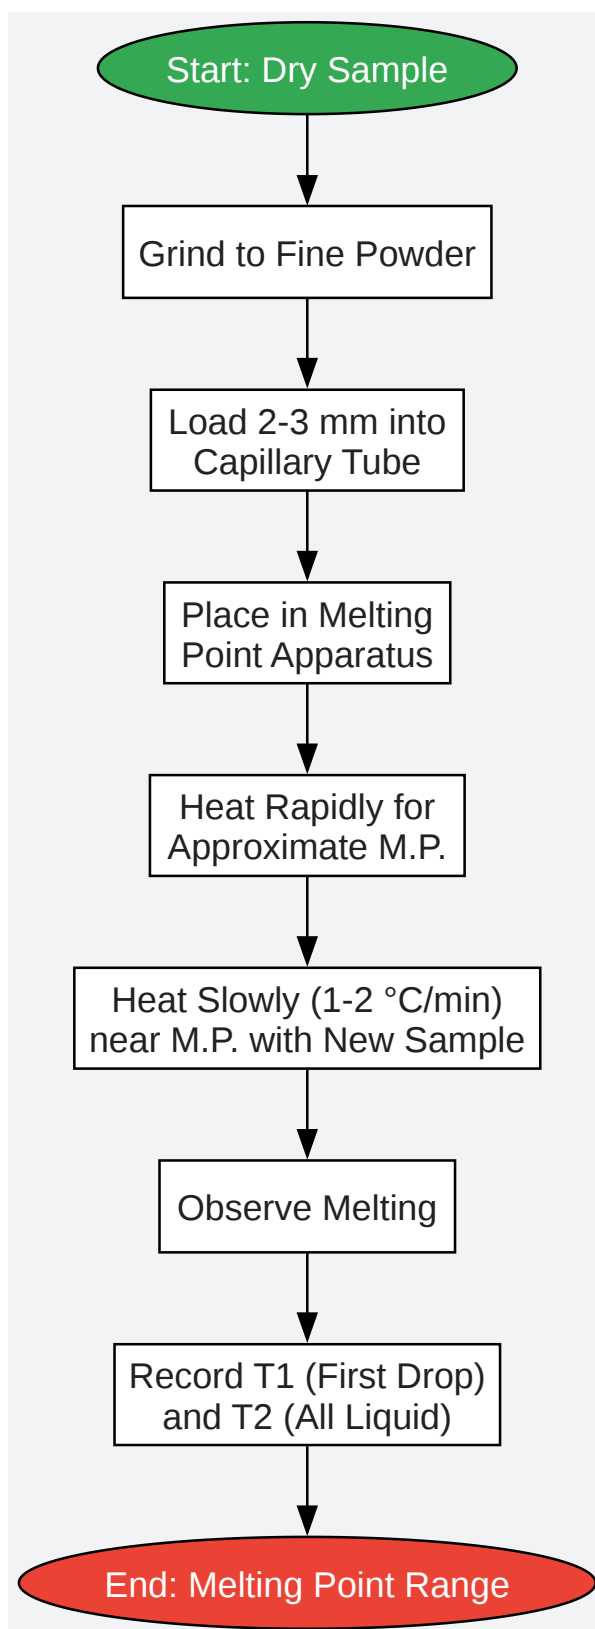 Start: Dry Sample
Grind to Fine Powder
Load 2-3 mm into
Capillary Tube
Place in Melting
Point Apparatus
Heat Rapidly for
Approximate M.P.
Heat Slowly (1-2 °C/min)
near M.P. with New Sample
Observe Melting
Record T1 (First Drop)
and T2 (All Liquid)
End: Melting Point Range